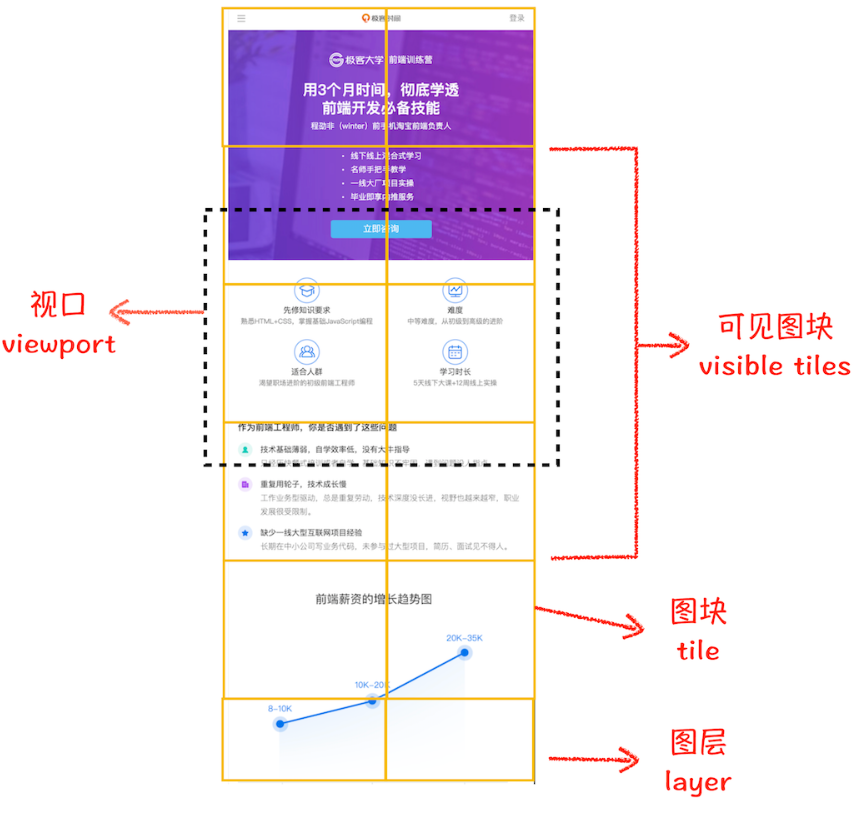 极客时间
登录
极客大学 前端训练营
用3个月时间，彻底学透
前端开发必备技能
程劭非（winter）前手机淘宝前端负责人
· 线下线上混合式学习
· 名师手把手教学
· 一线大厂项目实操
· 毕业即享内推服务
立即咨询
视口
viewport
先修知识要求
熟悉HTML+CSS，掌握基础JavaScript编程
难度
中等难度，从初级到高级的进阶
适合人群
渴望职场进阶的初级前端工程师
学习时长
5天线下大课+12周线上实操
可见图块
visible tiles
作为前端工程师，你是否遇到了这些问题
技术基础薄弱，自学效率低，没有大牛指导
重复用轮子，技术成长慢
工作业务型驱动，总是重复劳动，技术深度没长进，视野也越来越窄，职业
发展很受限制。
缺少一线大型互联网项目经验
长期在中小公司写业务代码，未参与过大型项目，简历、面试见不得人。
前端薪资的增长趋势图
图块
tile
20K-35K
10K-20K
8-10K
图层
layer